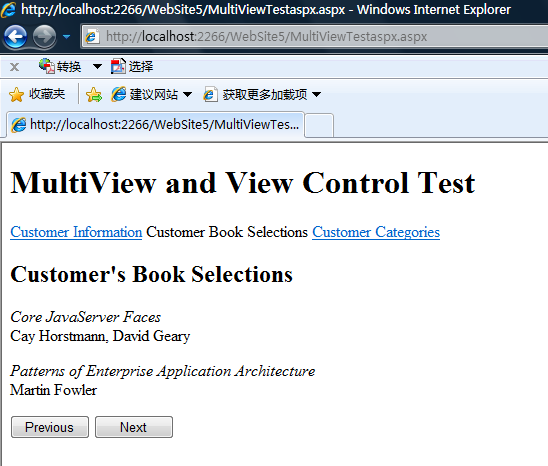 http://localhost:2266/WebSite5/MultiViewTestaspx.aspx - Windows Internet Explorer
http://localhost:2266/WebSite5/MultiViewTestaspx.aspx
x 转换 选择
收藏夹 建议网站 获取更多加载项
http://localhost:2266/WebSite5/MultiViewTes...
MultiView and View Control Test
Customer Information Customer Book Selections Customer Categories
Customer's Book Selections
Core JavaServer Faces
Cay Horstmann, David Geary
Patterns of Enterprise Application Architecture
Martin Fowler
Previous Next